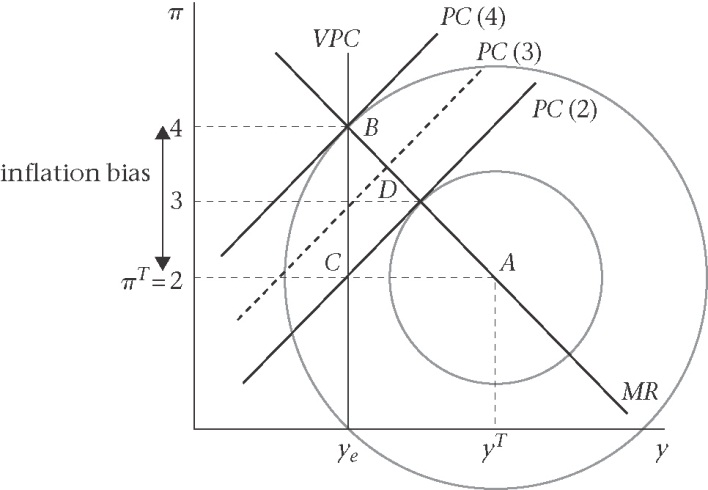 π
VPC
PC (4)
PC (3)
PC (2)
4
B
inflation bias
D
3
C
A
π^T = 2
MR
y_e
y^T
y